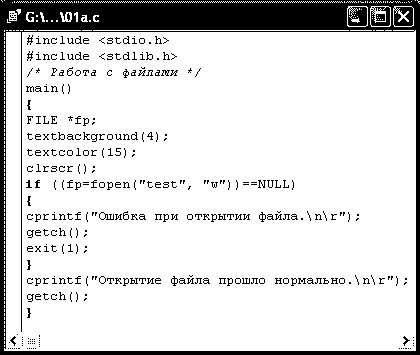 G:\...\01a.c
#include <stdio.h>
#include <stdlib.h>
/* Работа с файлами */
main()
{
FILE *fp;
textbackground(4);
textcolor(15);
clrscr();
if ((fp=fopen("test", "w"))==NULL)
{
cprintf("Ошибка при открытии файла.\n\r");
getch();
exit(1);
}
cprintf("Открытие файла прошло нормально.\n\r");
getch();
}